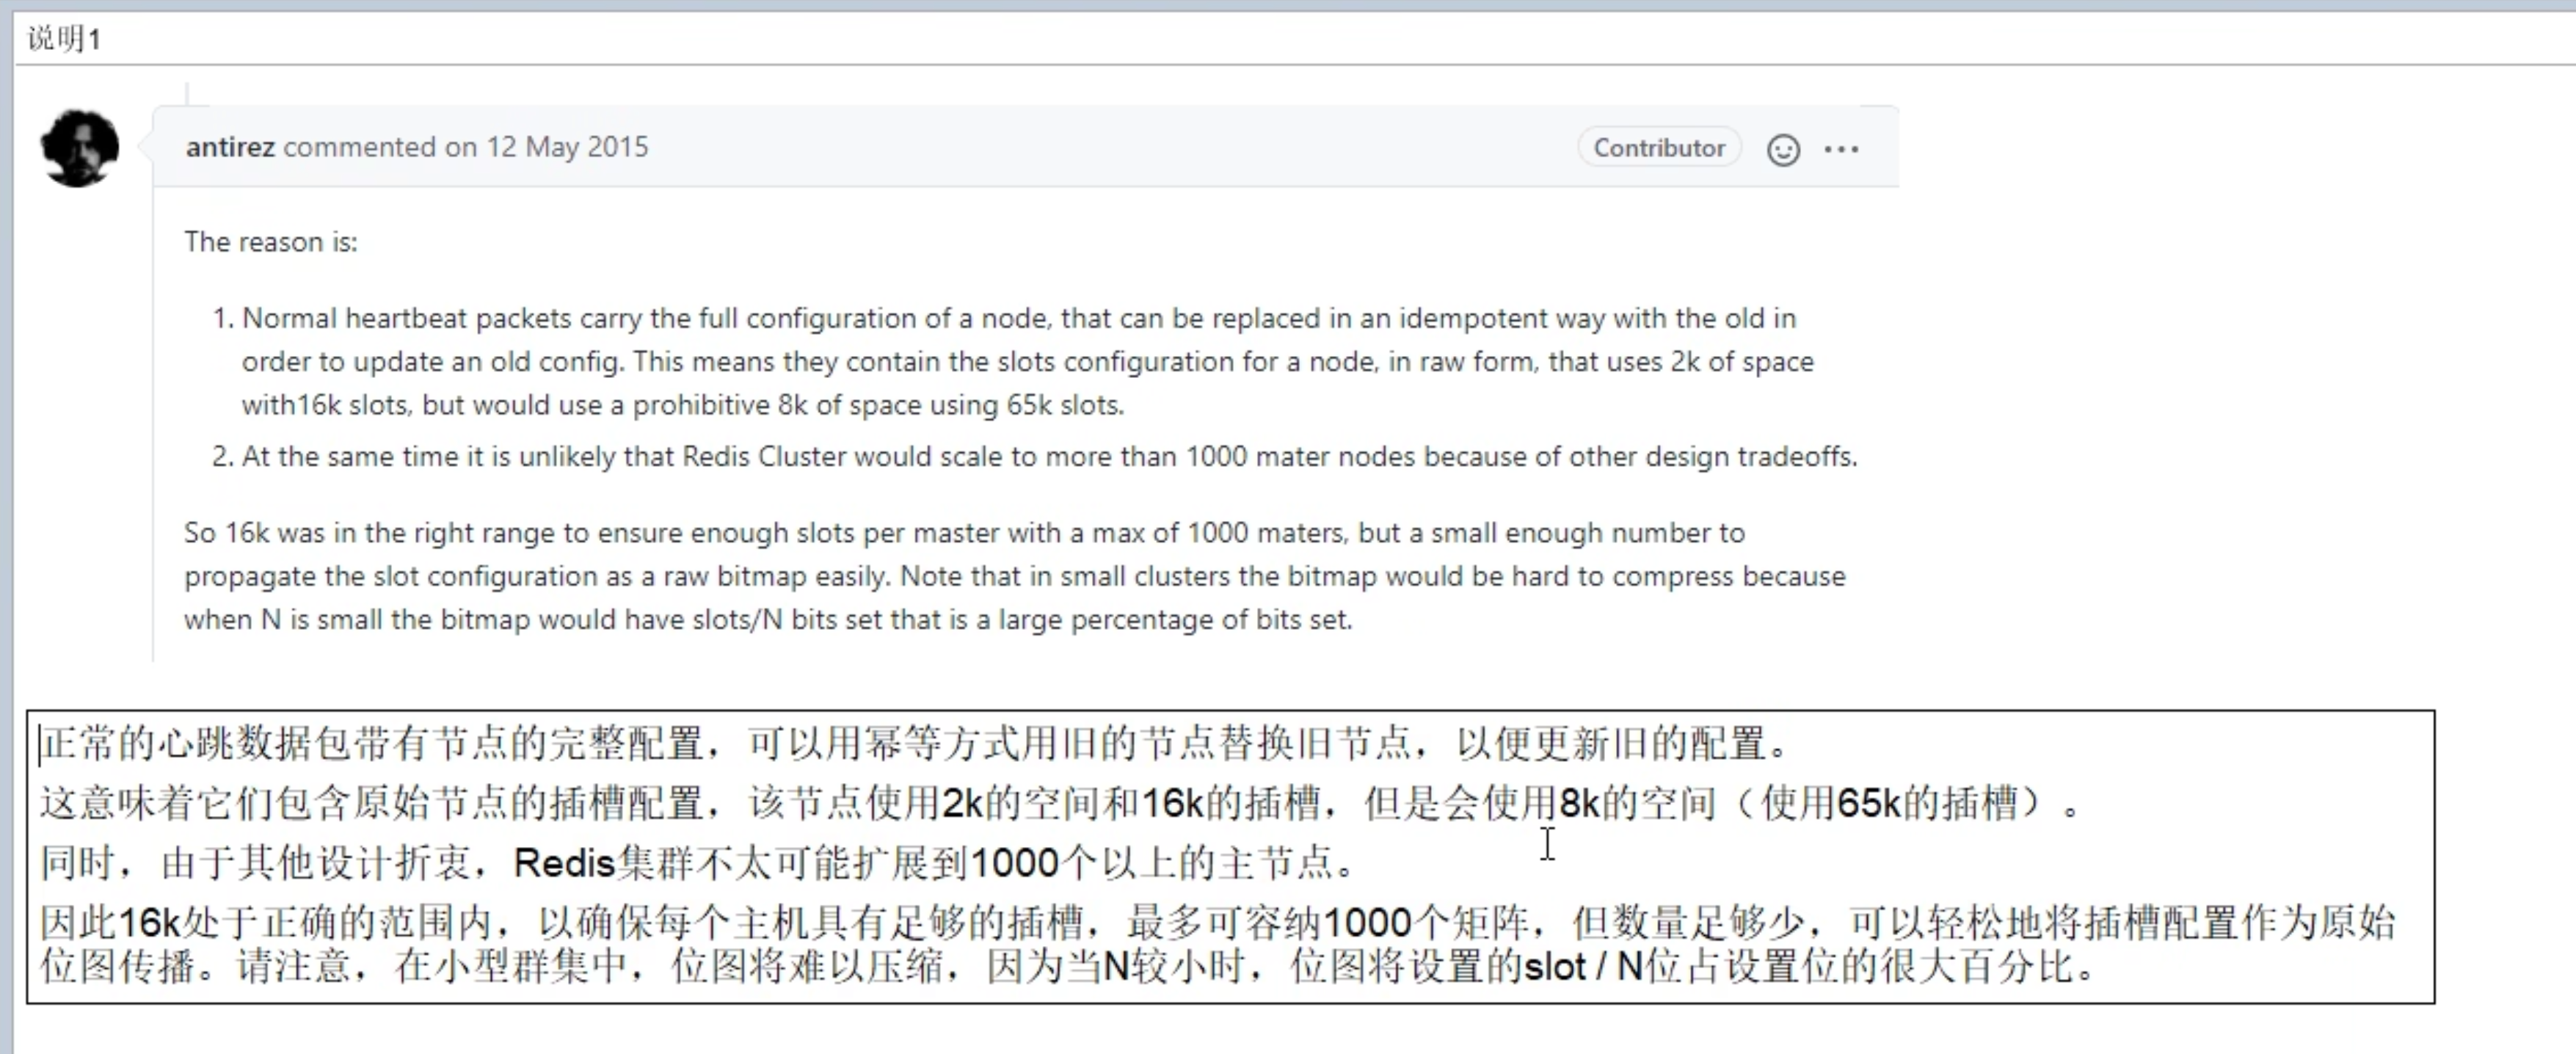 说明1
antirez commented on 12 May 2015
Contributor
The reason is:
1. Normal heartbeat packets carry the full configuration of a node, that can be replaced in an idempotent way with the old in
order to update an old config. This means they contain the slots configuration for a node, in raw form, that uses 2k of space
with16k slots, but would use a prohibitive 8k of space using 65k slots.
2. At the same time it is unlikely that Redis Cluster would scale to more than 1000 mater nodes because of other design tradeoffs.
So 16k was in the right range to ensure enough slots per master with a max of 1000 maters, but a small enough number to
propagate the slot configuration as a raw bitmap easily. Note that in small clusters the bitmap would be hard to compress because
when N is small the bitmap would have slots/N bits set that is a large percentage of bits set.
正常的心跳数据包带有节点的完整配置，可以用幂等方式用旧的节点替换旧节点，以便更新旧的配置。
这意味着它们包含原始节点的插槽配置，该节点使用2k的空间和16k的插槽，但是会使用8k的空间（使用65k的插槽）。
同时，由于其他设计折衷，Redis集群不太可能扩展到1000个以上的主节点。
因此16k处于正确的范围内，以确保每个主机具有足够的插槽，最多可容纳1000个矩阵，但数量足够少，可以轻松地将插槽配置作为原始
位图传播。请注意，在小型群集中，位图将难以压缩，因为当N较小时，位图将设置的slot / N位占设置位的很大百分比。